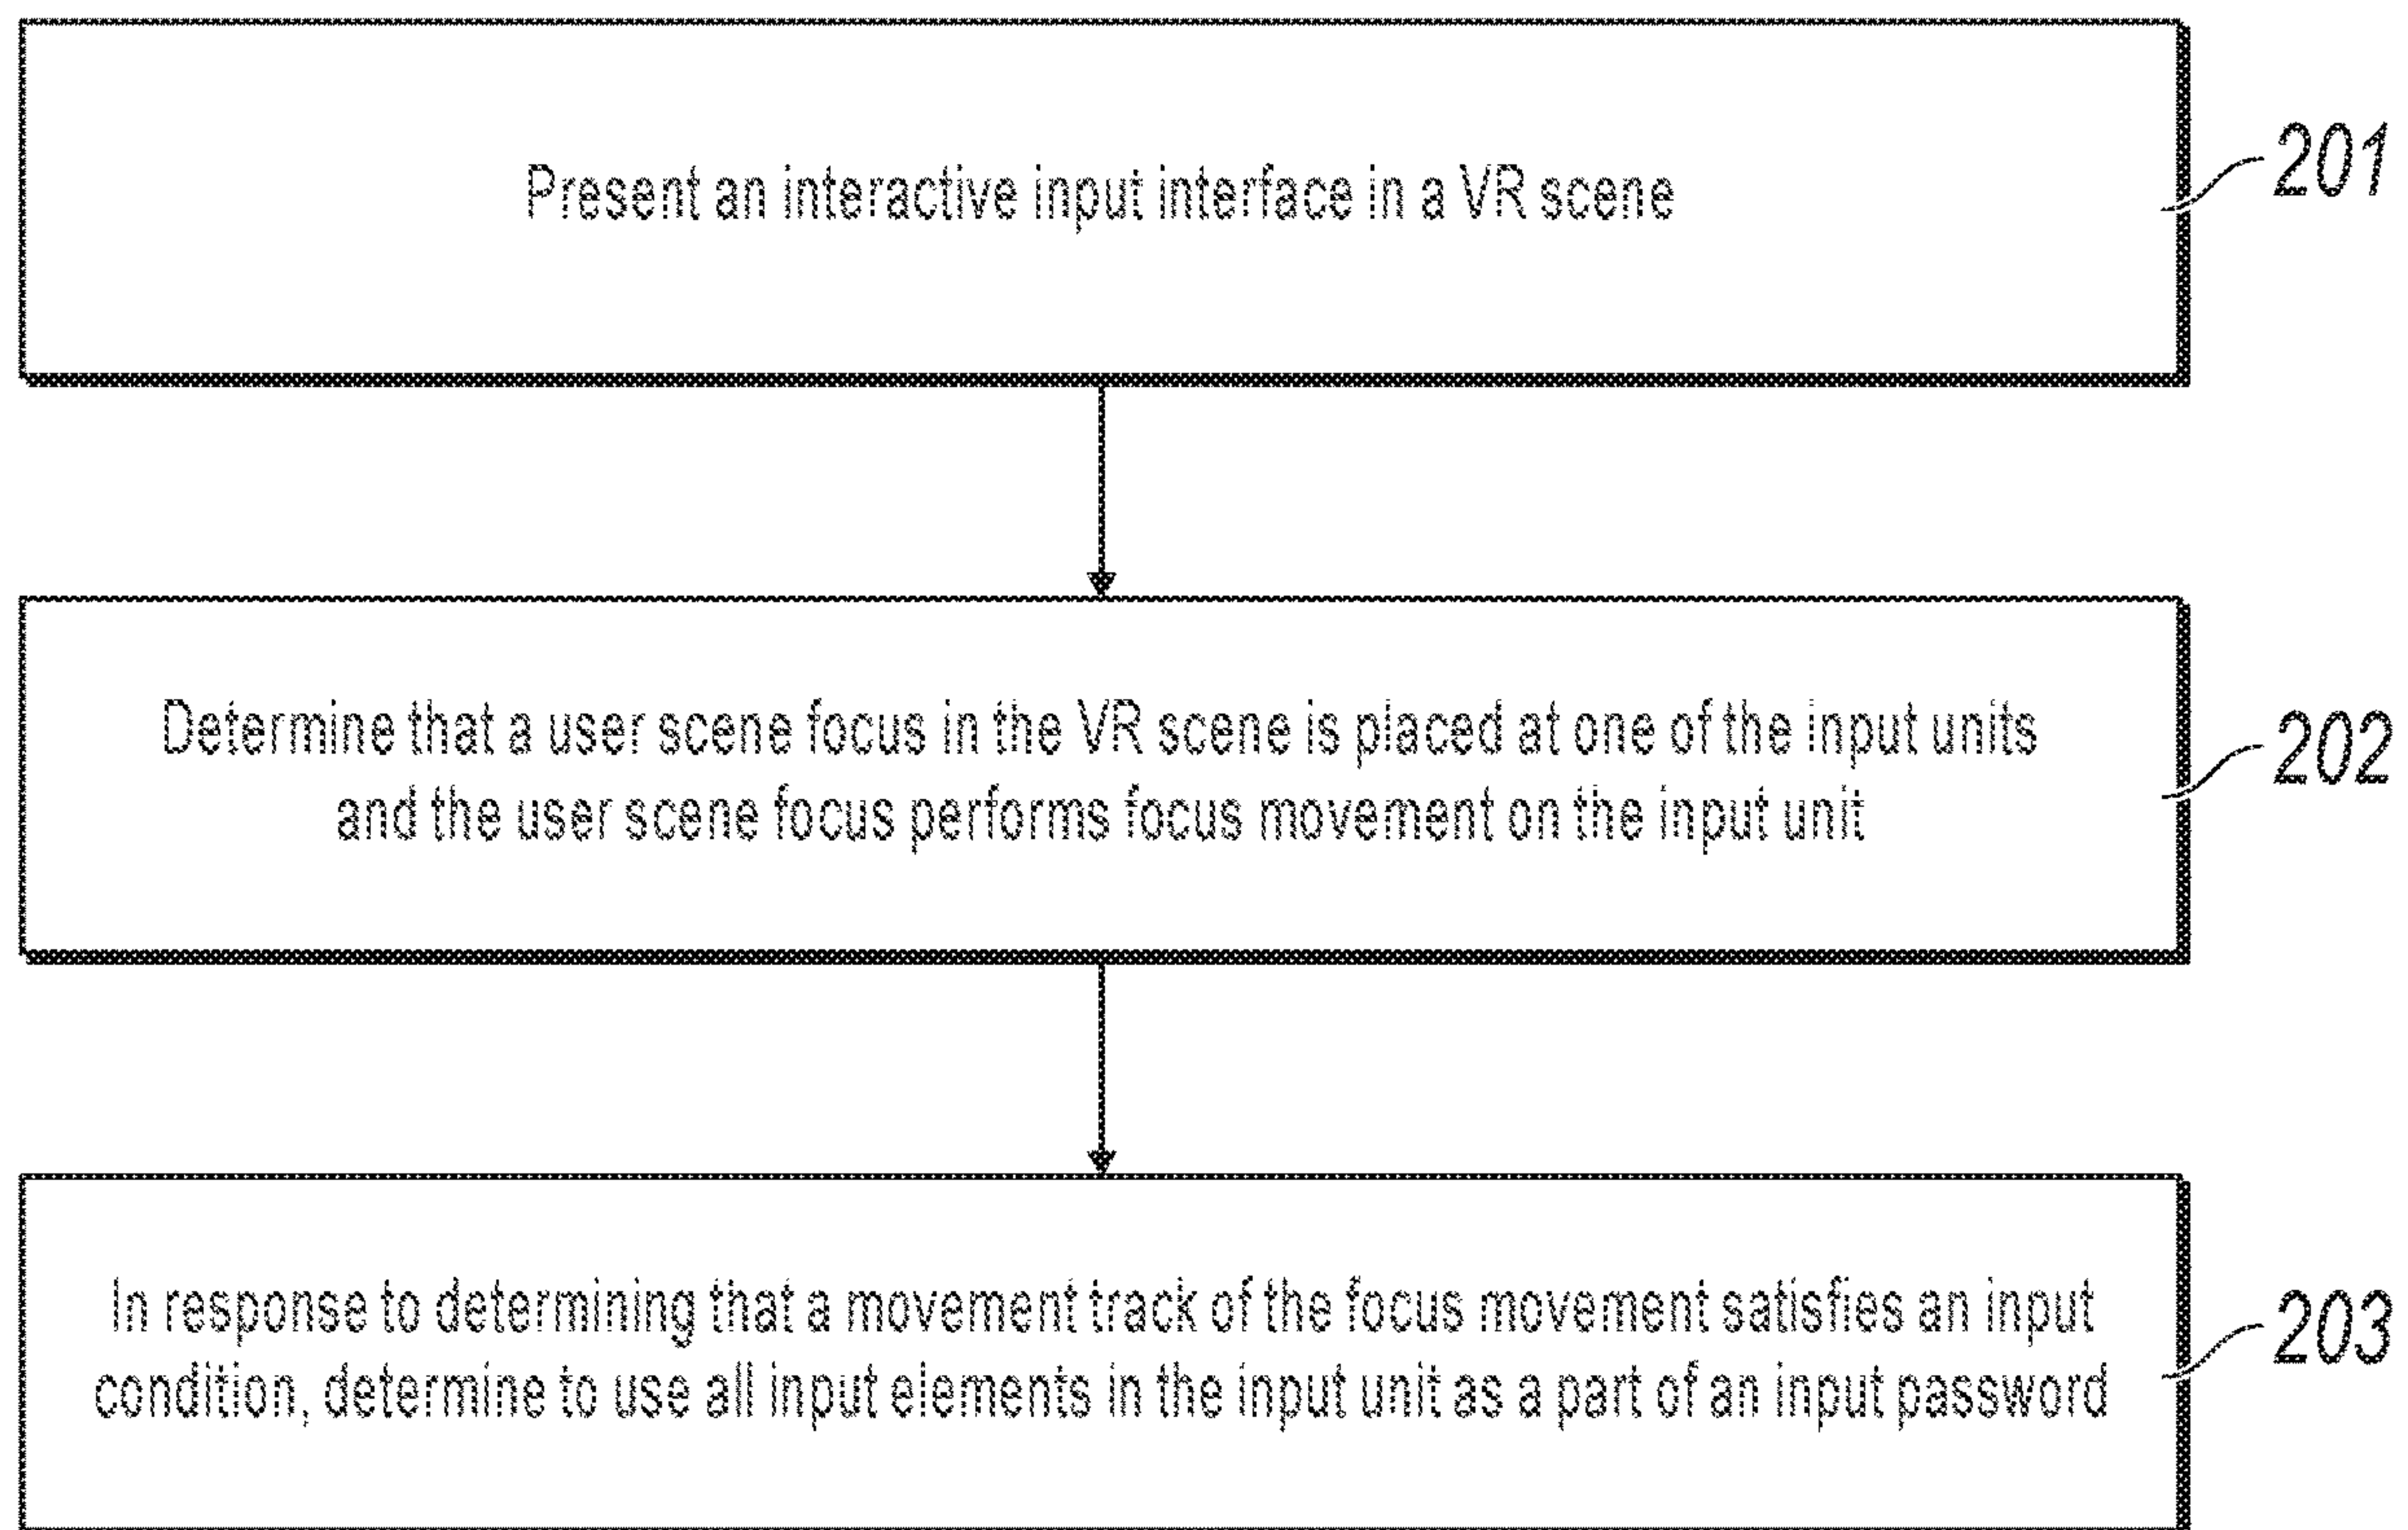 Present an interactive input interface in a VR scene
201
Determine that a user scene focus in the VR scene is placed at one of the input units
and the user scene focus performs focus movement on the input unit
202
In response to determining that a movement track of the focus movement satisfies an input
condition, determine to use all input elements in the input unit as a part of an input password
203